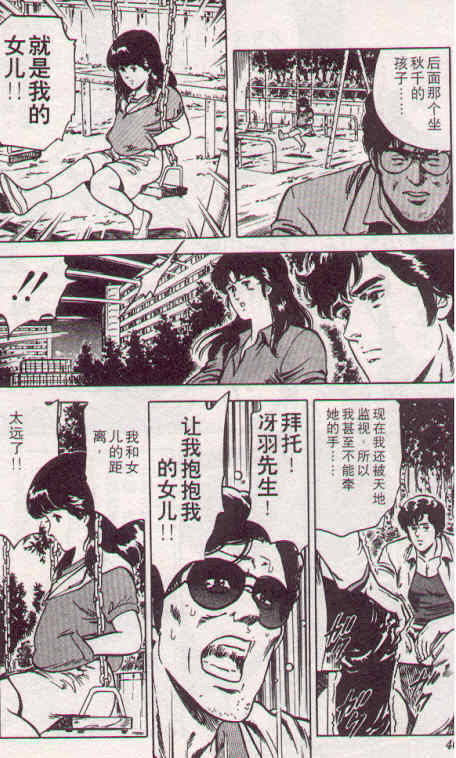 后面那个坐
秋千的
孩子……
就是我的
女儿!!
!!
现在我还被天地
监视，所以
我甚至不能牵
她的手……
拜托！
冴羽先生！
让我抱抱我
的女儿!!
我和女
儿的距
离，
太远了!!